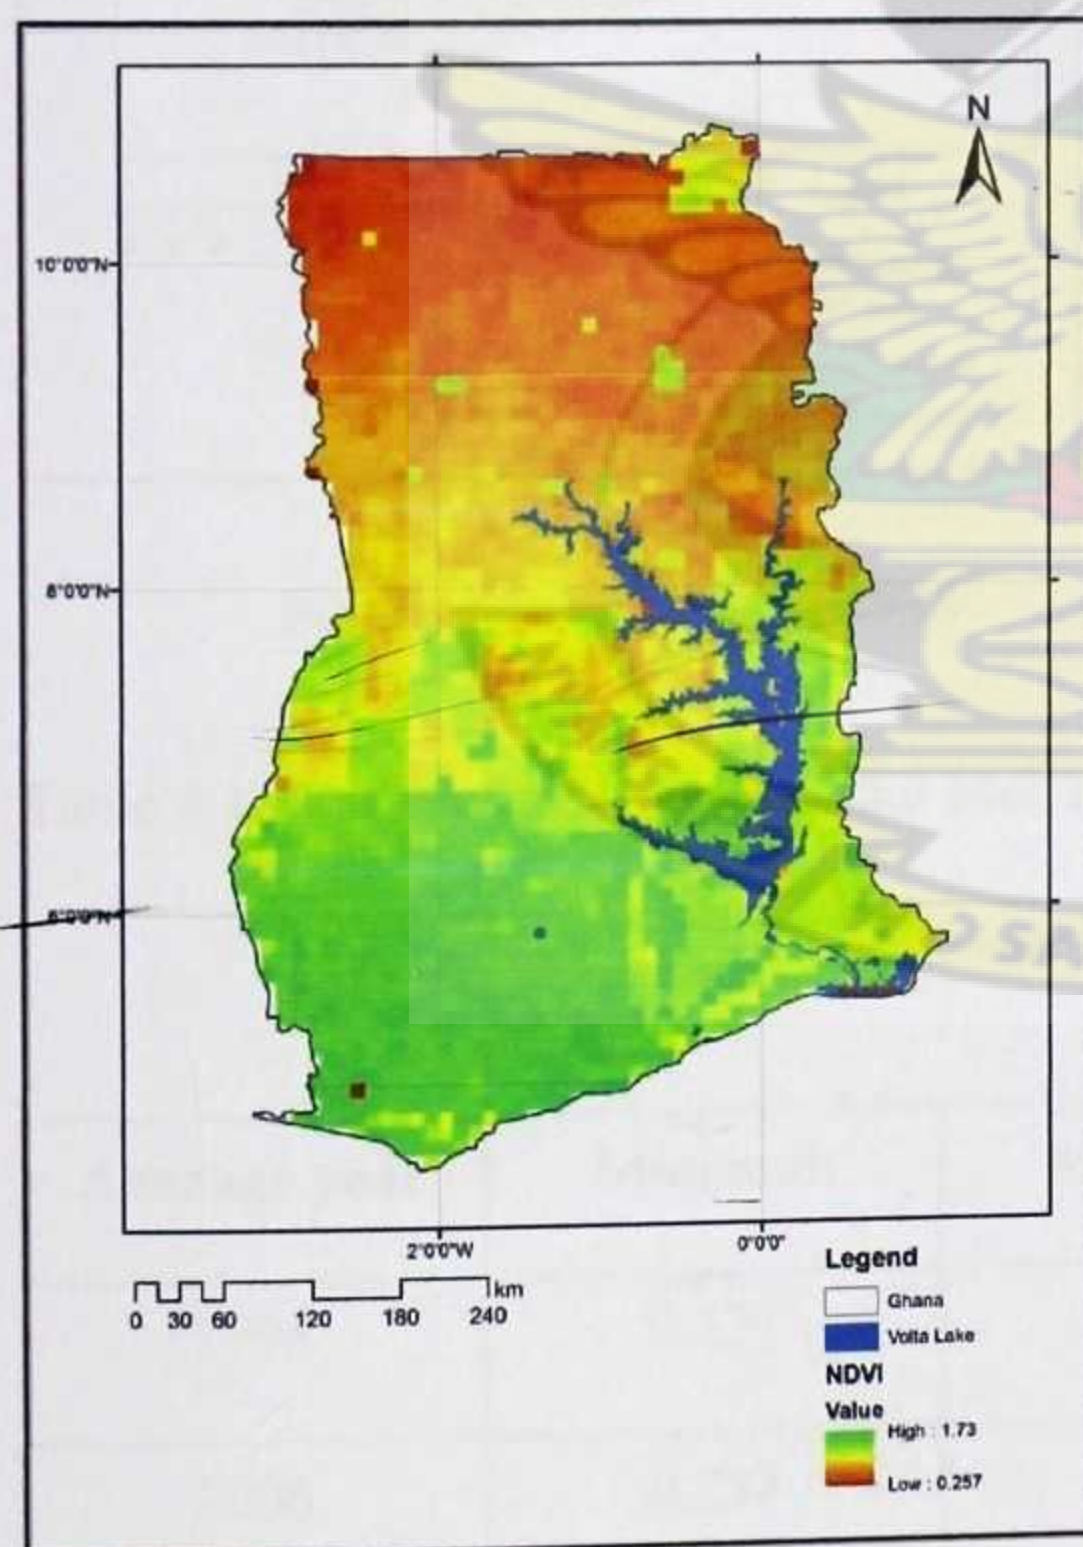 N
10°0'0"N
8°0'0"N
6°0'0"N
2°0'0"W
0°0'0"
km
0 30 60 120 180 240
Legend
Ghana
Volta Lake
NDVI
Value
High : 1.73
Low : 0.257